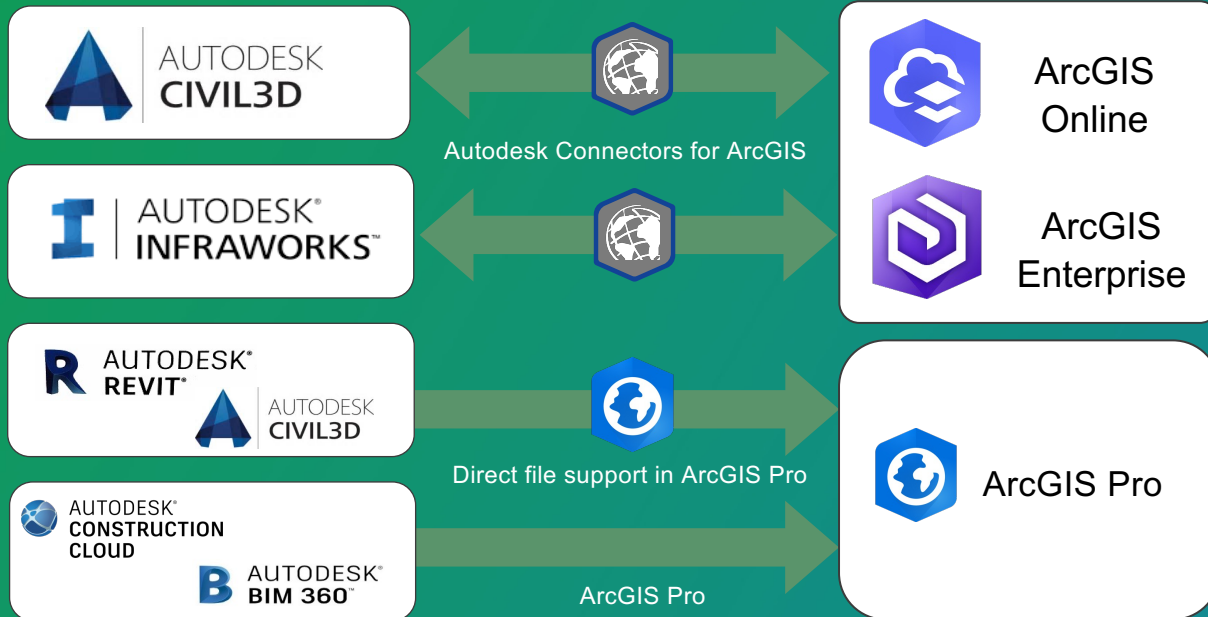 AUTODESK
CIVIL3D
Autodesk Connectors for ArcGIS
ArcGIS
Online
AUTODESK®
INFRAWORKS™
ArcGIS
Enterprise
R
AUTODESK®
REVIT®
AUTODESK
CIVIL3D
Direct file support in ArcGIS Pro
ArcGIS Pro
AUTODESK®
CONSTRUCTION
CLOUD
B
AUTODESK®
BIM 360™
ArcGIS Pro